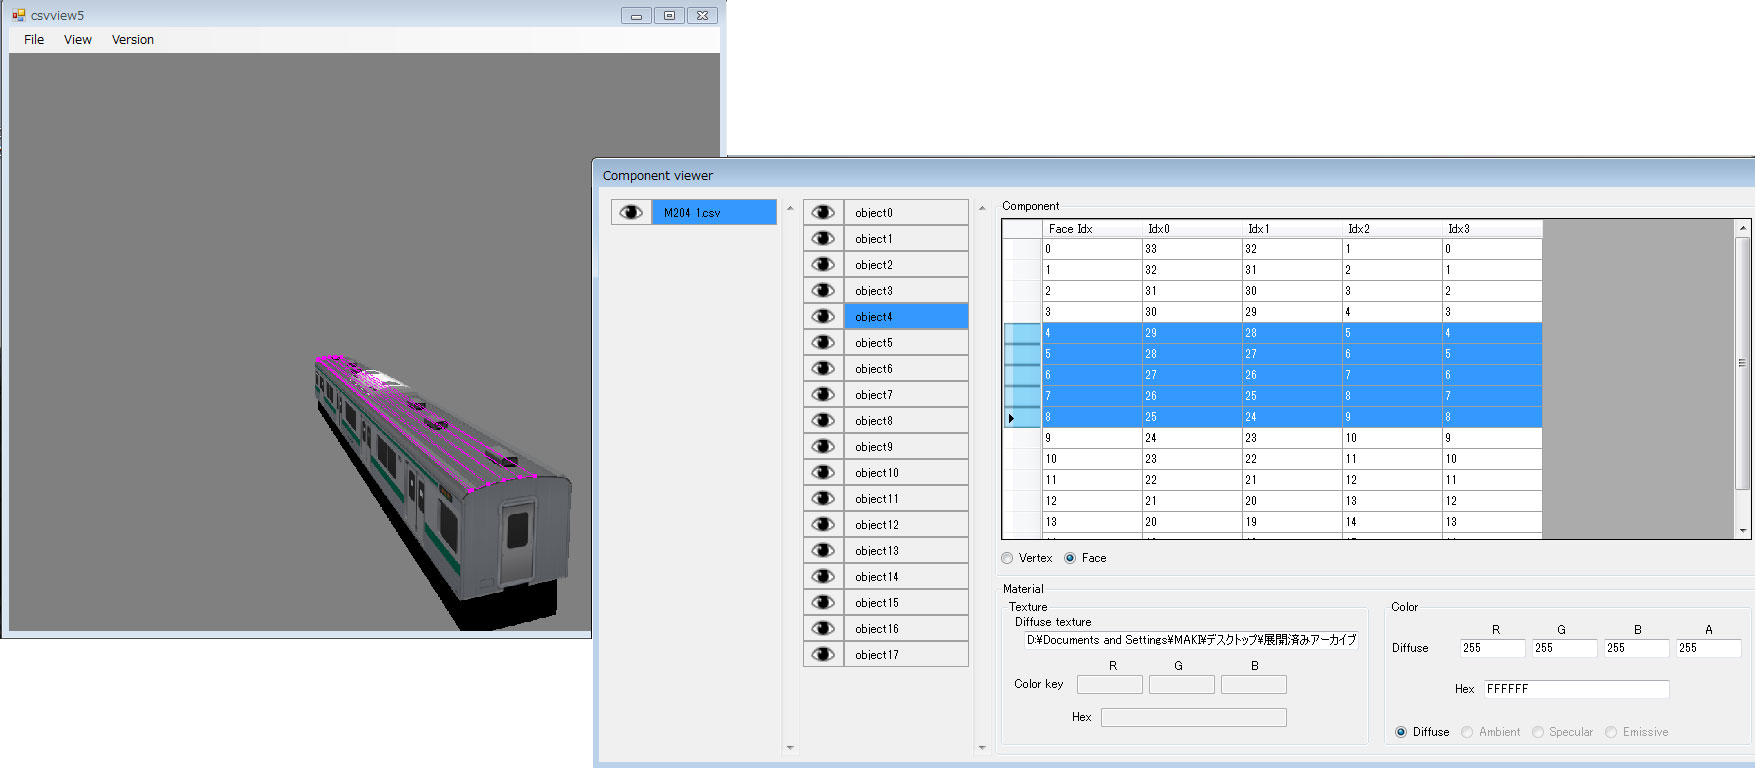 csvview5
File View Version
Component viewer
M204 1.csv
object0
object1
object2
object3
object4
object5
object6
object7
object8
object9
object10
object11
object12
object13
object14
object15
object16
object17
Component
Face Idx Idx0 Idx1 Idx2 Idx3
0 33 32 1 0
1 32 31 2 1
2 31 30 3 2
3 30 29 4 3
4 29 28 5 4
5 28 27 6 5
6 27 26 7 6
7 26 25 8 7
8 25 24 9 8
9 24 23 10 9
10 23 22 11 10
11 22 21 12 11
12 21 20 13 12
13 20 19 14 13
Vertex Face
Material
Texture
Diffuse texture
D:¥Documents and Settings¥MAKI¥デスクトップ¥展開済みアーカイブ
R G B
Color key
Hex
Color
R G B A
Diffuse 255 255 255 255
Hex FFFFFF
Diffuse Ambient Specular Emissive